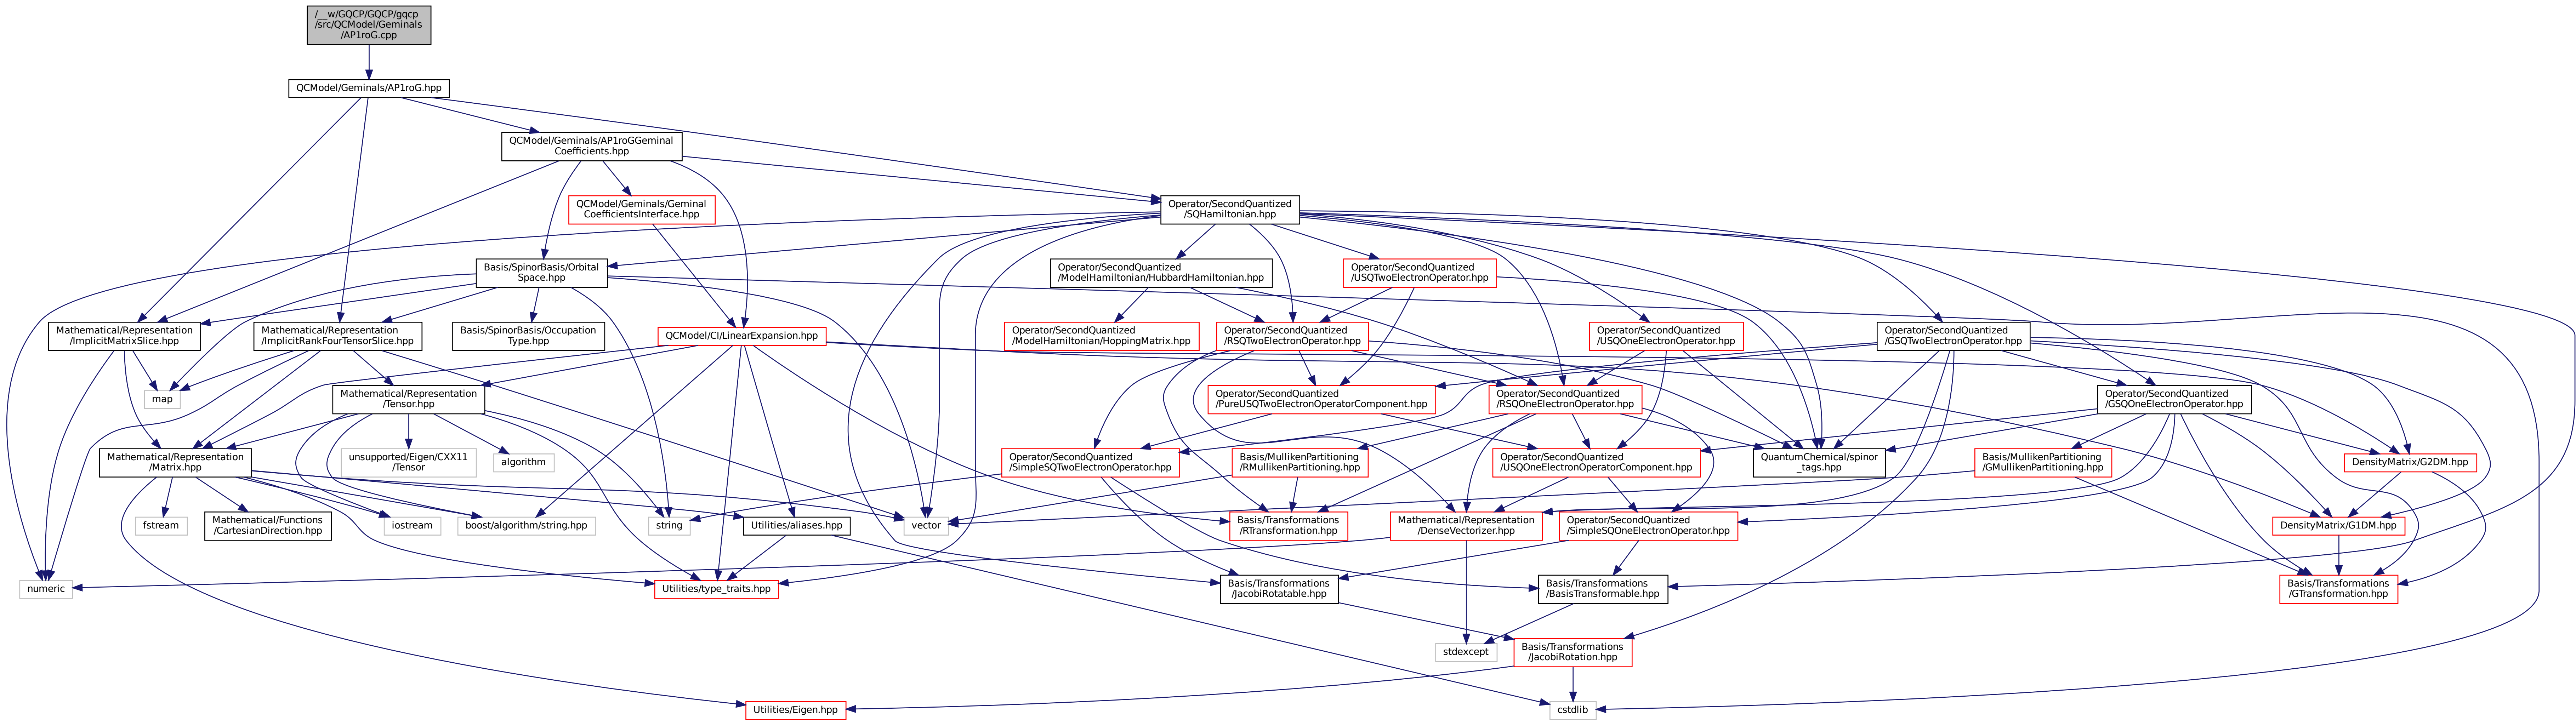 /__w/GQCP/GQCP/gqcp
/src/QCModel/Geminals
/AP1roG.cpp
QCModel/Geminals/AP1roG.hpp
QCModel/Geminals/AP1roGGeminal
Coefficients.hpp
QCModel/Geminals/Geminal
CoefficientsInterface.hpp
Operator/SecondQuantized
/SQHamiltonian.hpp
Basis/SpinorBasis/Orbital
Space.hpp
Operator/SecondQuantized
/ModelHamiltonian/HubbardHamiltonian.hpp
Operator/SecondQuantized
/USQTwoElectronOperator.hpp
Mathematical/Representation
/ImplicitMatrixSlice.hpp
Mathematical/Representation
/ImplicitRankFourTensorSlice.hpp
Basis/SpinorBasis/Occupation
Type.hpp
QCModel/CI/LinearExpansion.hpp
Operator/SecondQuantized
/ModelHamiltonian/HoppingMatrix.hpp
Operator/SecondQuantized
/RSQTwoElectronOperator.hpp
Operator/SecondQuantized
/USQOneElectronOperator.hpp
Operator/SecondQuantized
/GSQTwoElectronOperator.hpp
map
Mathematical/Representation
/Tensor.hpp
Operator/SecondQuantized
/PureUSQTwoElectronOperatorComponent.hpp
Operator/SecondQuantized
/RSQOneElectronOperator.hpp
Operator/SecondQuantized
/GSQOneElectronOperator.hpp
Mathematical/Representation
/Matrix.hpp
unsupported/Eigen/CXX11
/Tensor
algorithm
Operator/SecondQuantized
/SimpleSQTwoElectronOperator.hpp
Basis/MullikenPartitioning
/RMullikenPartitioning.hpp
Operator/SecondQuantized
/USQOneElectronOperatorComponent.hpp
QuantumChemical/spinor
_tags.hpp
Basis/MullikenPartitioning
/GMullikenPartitioning.hpp
DensityMatrix/G2DM.hpp
fstream
Mathematical/Functions
/CartesianDirection.hpp
iostream
boost/algorithm/string.hpp
string
Utilities/aliases.hpp
vector
Basis/Transformations
/RTransformation.hpp
Mathematical/Representation
/DenseVectorizer.hpp
Operator/SecondQuantized
/SimpleSQOneElectronOperator.hpp
DensityMatrix/G1DM.hpp
numeric
Utilities/type_traits.hpp
Basis/Transformations
/JacobiRotatable.hpp
Basis/Transformations
/BasisTransformable.hpp
Basis/Transformations
/GTransformation.hpp
stdexcept
Basis/Transformations
/JacobiRotation.hpp
Utilities/Eigen.hpp
cstdlib